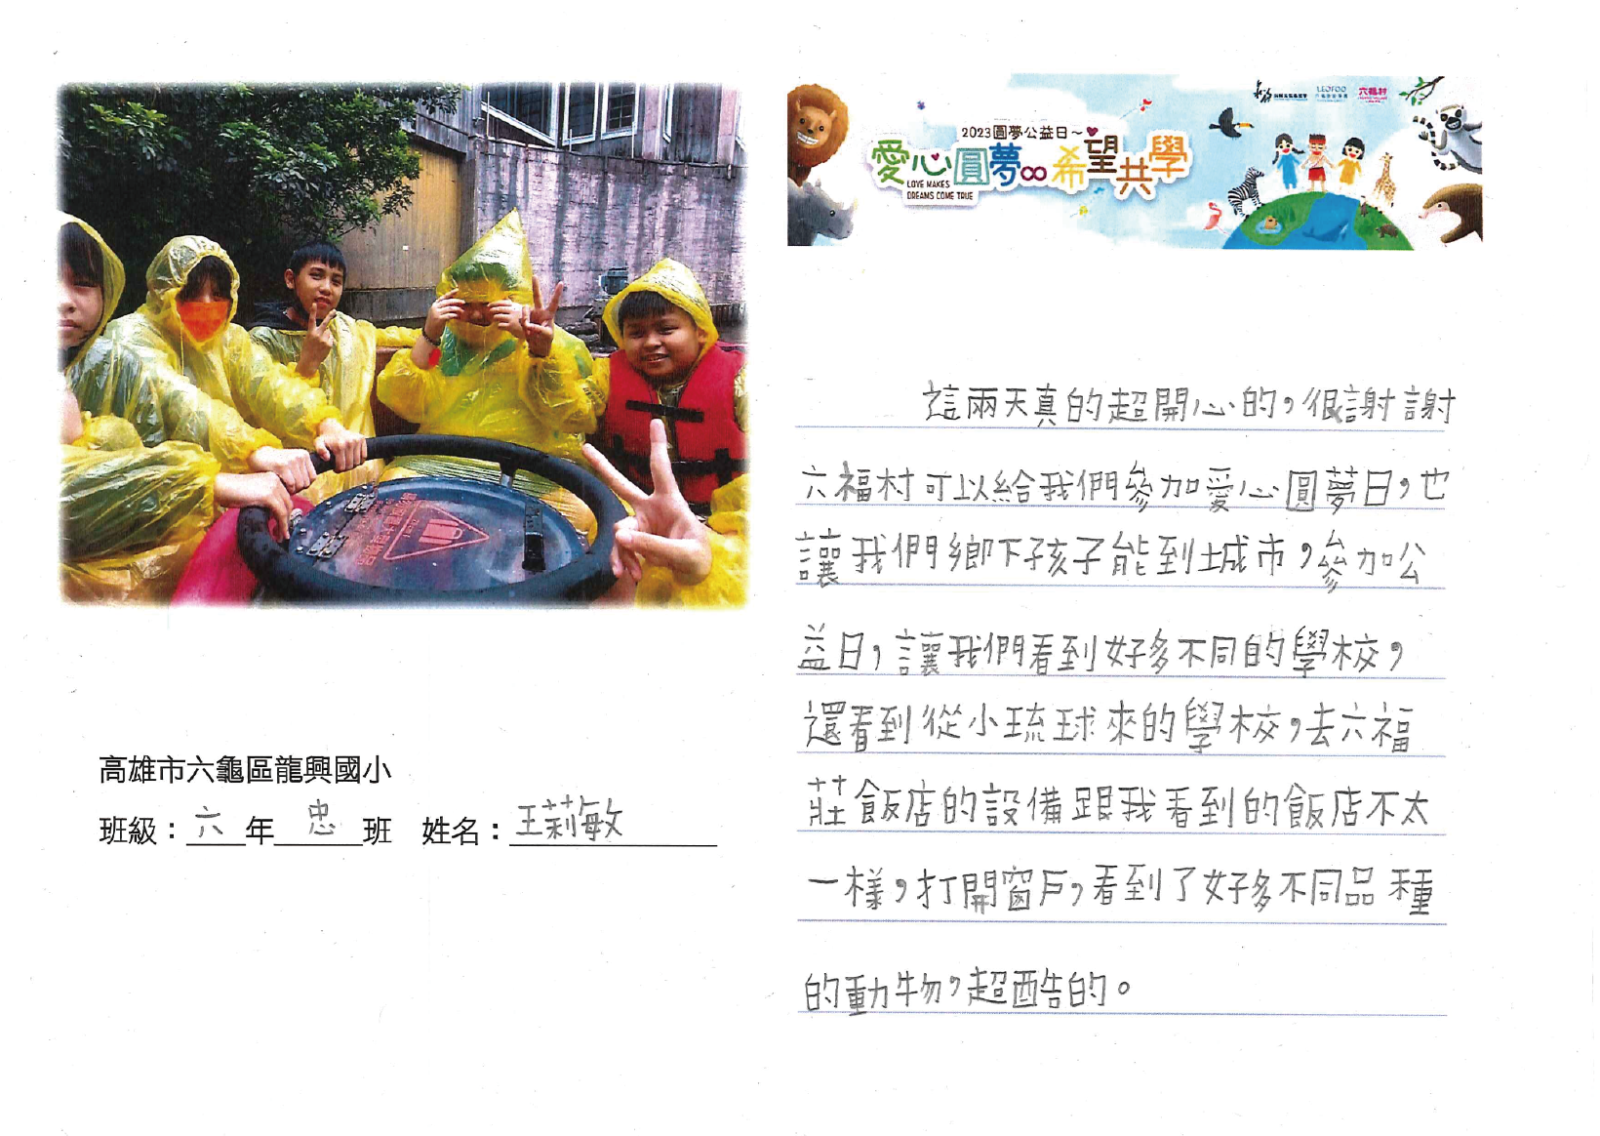 2023圓夢公益日～
愛心圓夢∞希望共學
LOVE MAKES
DREAMS COME TRUE
LEOFOO
六福村
這兩天真的超開心的，很謝謝
六福村可以給我們參加愛心圓夢日，也
讓我們鄉下孩子能到城市，參加公
益日，讓我們看到好多不同的學校，
還看到從小琉球來的學校，去六福
莊飯店的設備跟我看到的飯店不太
一樣，打開窗戶，看到了好多不同品種
的動物，超酷的。
高雄市六龜區龍興國小
班級：六年忠班 姓名：王莉敏